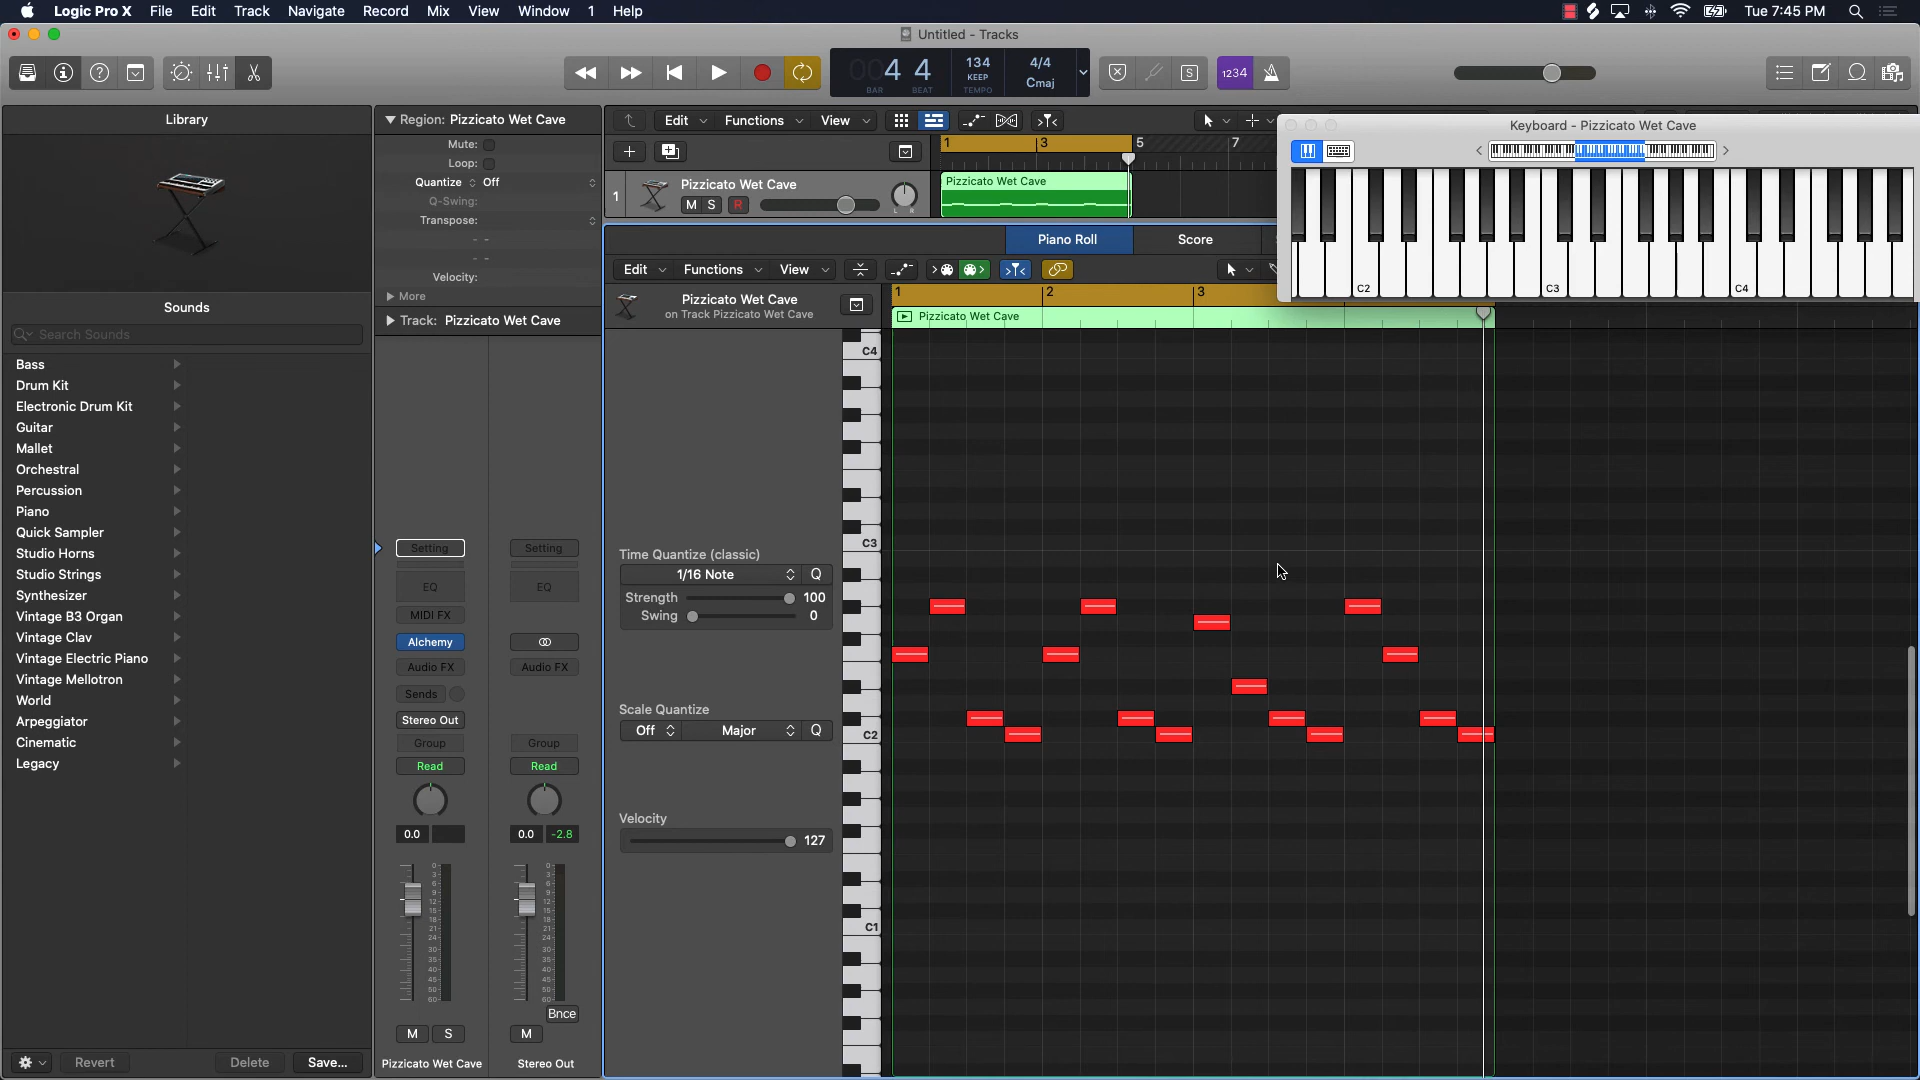 Logic Pro X File Edit Track Navigate Record Mix View Window 1 Help Tue 7:45 PM
Untitled - Tracks
4 4
BAR BEAT
134
KEEP
TEMPO
4/4
Cmaj
S
1234
Library
Sounds
Search Sounds
Bass
Drum Kit
Electronic Drum Kit
Guitar
Mallet
Orchestral
Percussion
Piano
Quick Sampler
Studio Horns
Studio Strings
Synthesizer
Vintage B3 Organ
Vintage Clav
Vintage Electric Piano
Vintage Mellotron
World
Arpeggiator
Cinematic
Legacy
Revert Delete Save...
Region: Pizzicato Wet Cave
Mute:
Loop:
Quantize Off
Q-Swing:
Transpose:
Velocity:
More
Track: Pizzicato Wet Cave
Setting Setting
EQ EQ
MIDI FX
Alchemy
Audio FX Audio FX
Sends
Stereo Out
Group Group
Read Read
0.0 0.0 -2.8
Bnce
M S M
Pizzicato Wet Cave Stereo Out
Edit Functions View
1 3 5 7
1 Pizzicato Wet Cave
M S R
L R
Pizzicato Wet Cave
Piano Roll Score
Edit Functions View
Pizzicato Wet Cave
on Track Pizzicato Wet Cave
1 2 3
Pizzicato Wet Cave
Time Quantize (classic)
1/16 Note Q
Strength 100
Swing 0
Scale Quantize
Off Major Q
Velocity
127
C4
C3
C2
C1
Keyboard - Pizzicato Wet Cave
C2 C3 C4